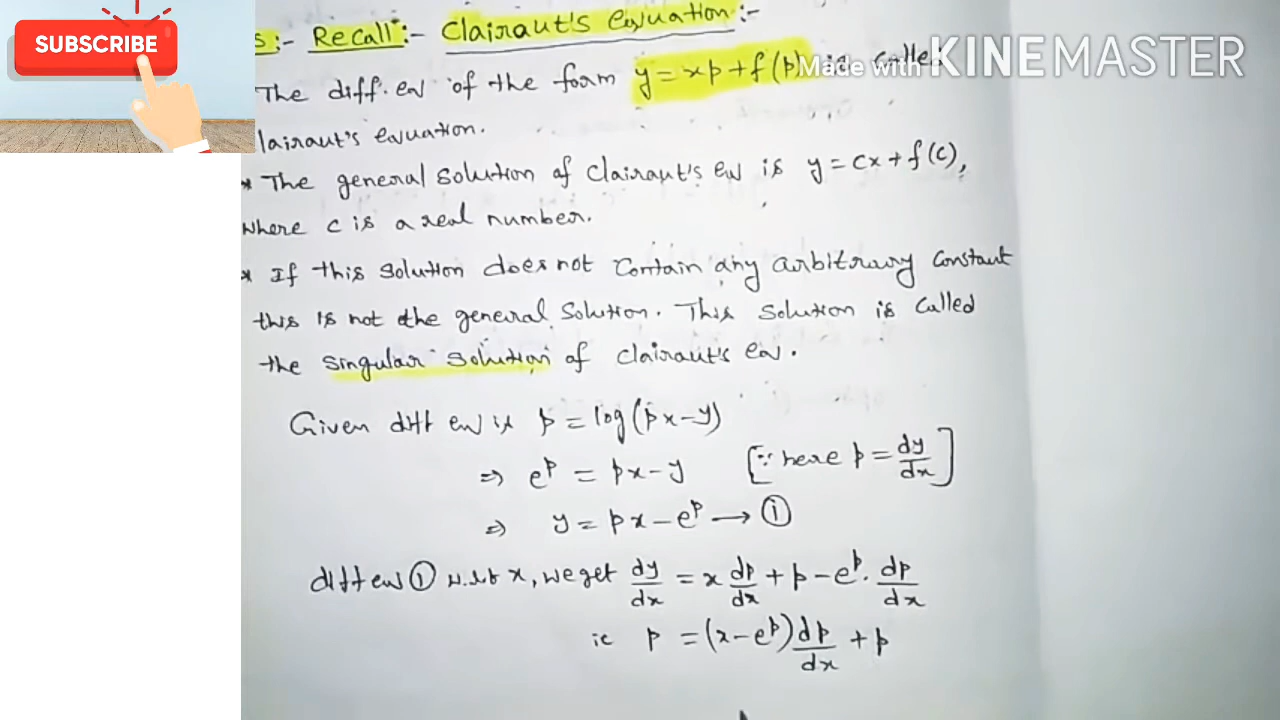 SUBSCRIBE
Made with KINEMASTER
s:- Recall:- Clairaut's equation:-
The diff. eq of the form y = xp + f(p) is called
lairaut's equation.
* The general solution of Clairaut's eq is y = cx + f(c),
where c is a real number.
* If this solution does not contain any arbitrary constant
this is not the general solution. This solution is called
the singular solution of Clairaut's eq.
Given diff eq is p = log(px-y)
⇒ e^p = px - y [∵ here p = dy/dx]
⇒ y = px - e^p → ①
diff eq ① w.r.to x, we get dy/dx = x dp/dx + p - e^p. dp/dx
ie p = (x - e^p) dp/dx + p